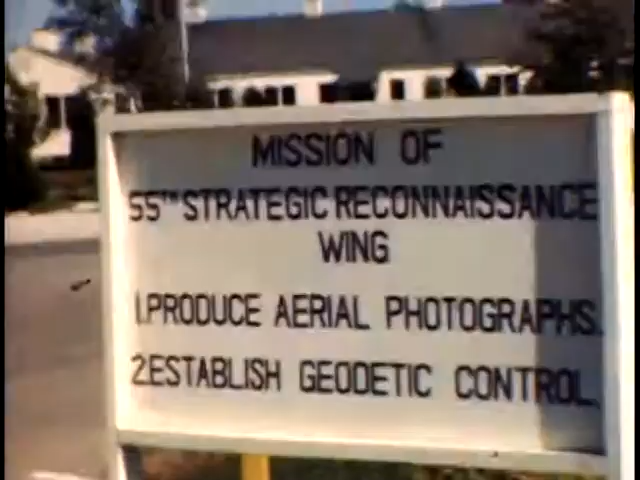 MISSION OF
55TH STRATEGIC RECONNAISSANCE
WING
1.PRODUCE AERIAL PHOTOGRAPHS.
2.ESTABLISH GEODETIC CONTROL.